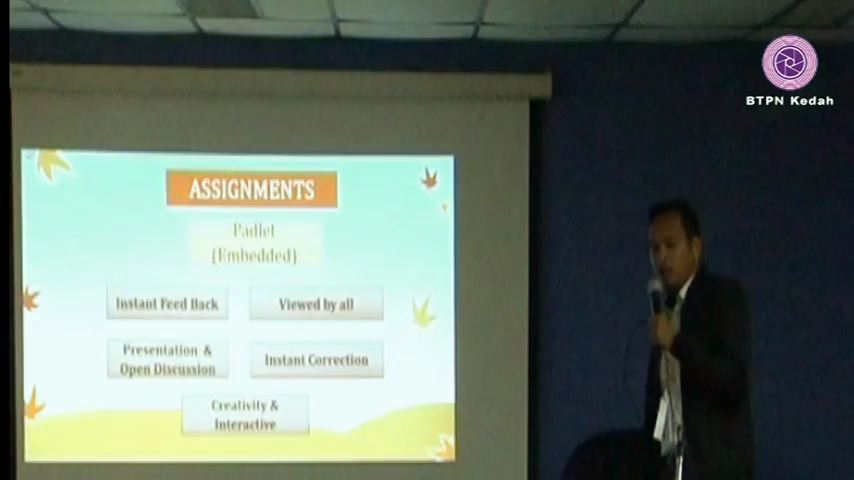 BTPN Kedah
ASSIGNMENTS
Padlet
(Embedded)
Instant Feed Back
Viewed by all
Presentation &
Open Discussion
Instant Correction
Creativity &
Interactive